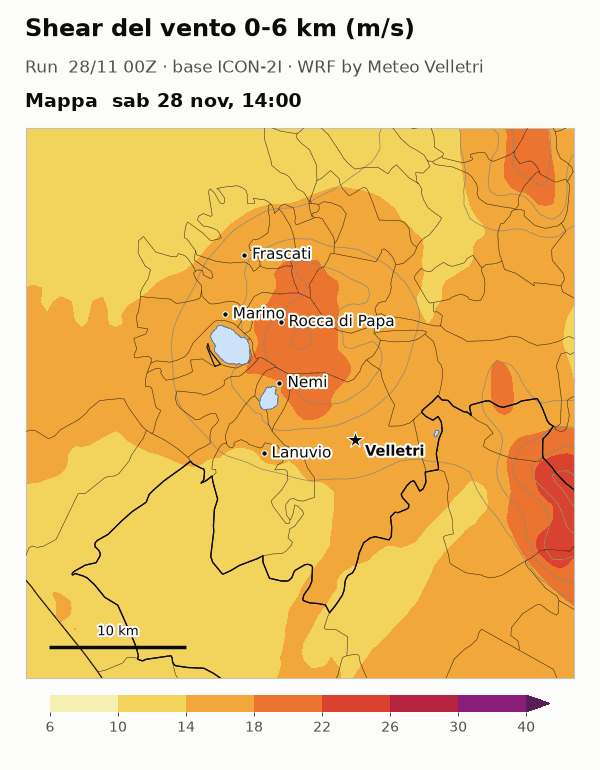 Shear del vento 0-6 km (m/s)
Run  28/11 00Z · base ICON-2I · WRF by Meteo Velletri
Mappa  sab 28 nov, 14:00
Frascati
Marino
Rocca di Papa
Nemi
Velletri
Lanuvio
10 km
6 10 14 18 22 26 30 40